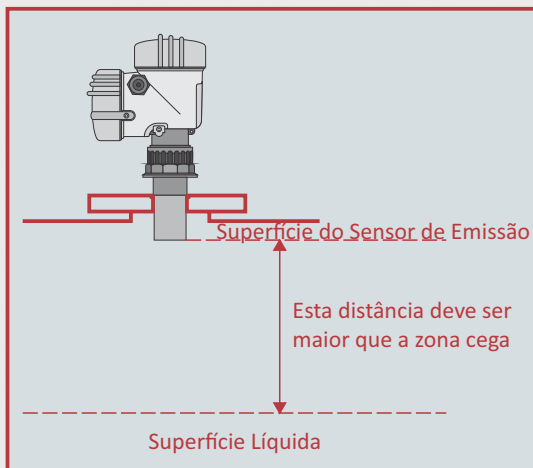 Superfície do Sensor de Emissão
Esta distância deve ser
maior que a zona cega
Superfície Líquida